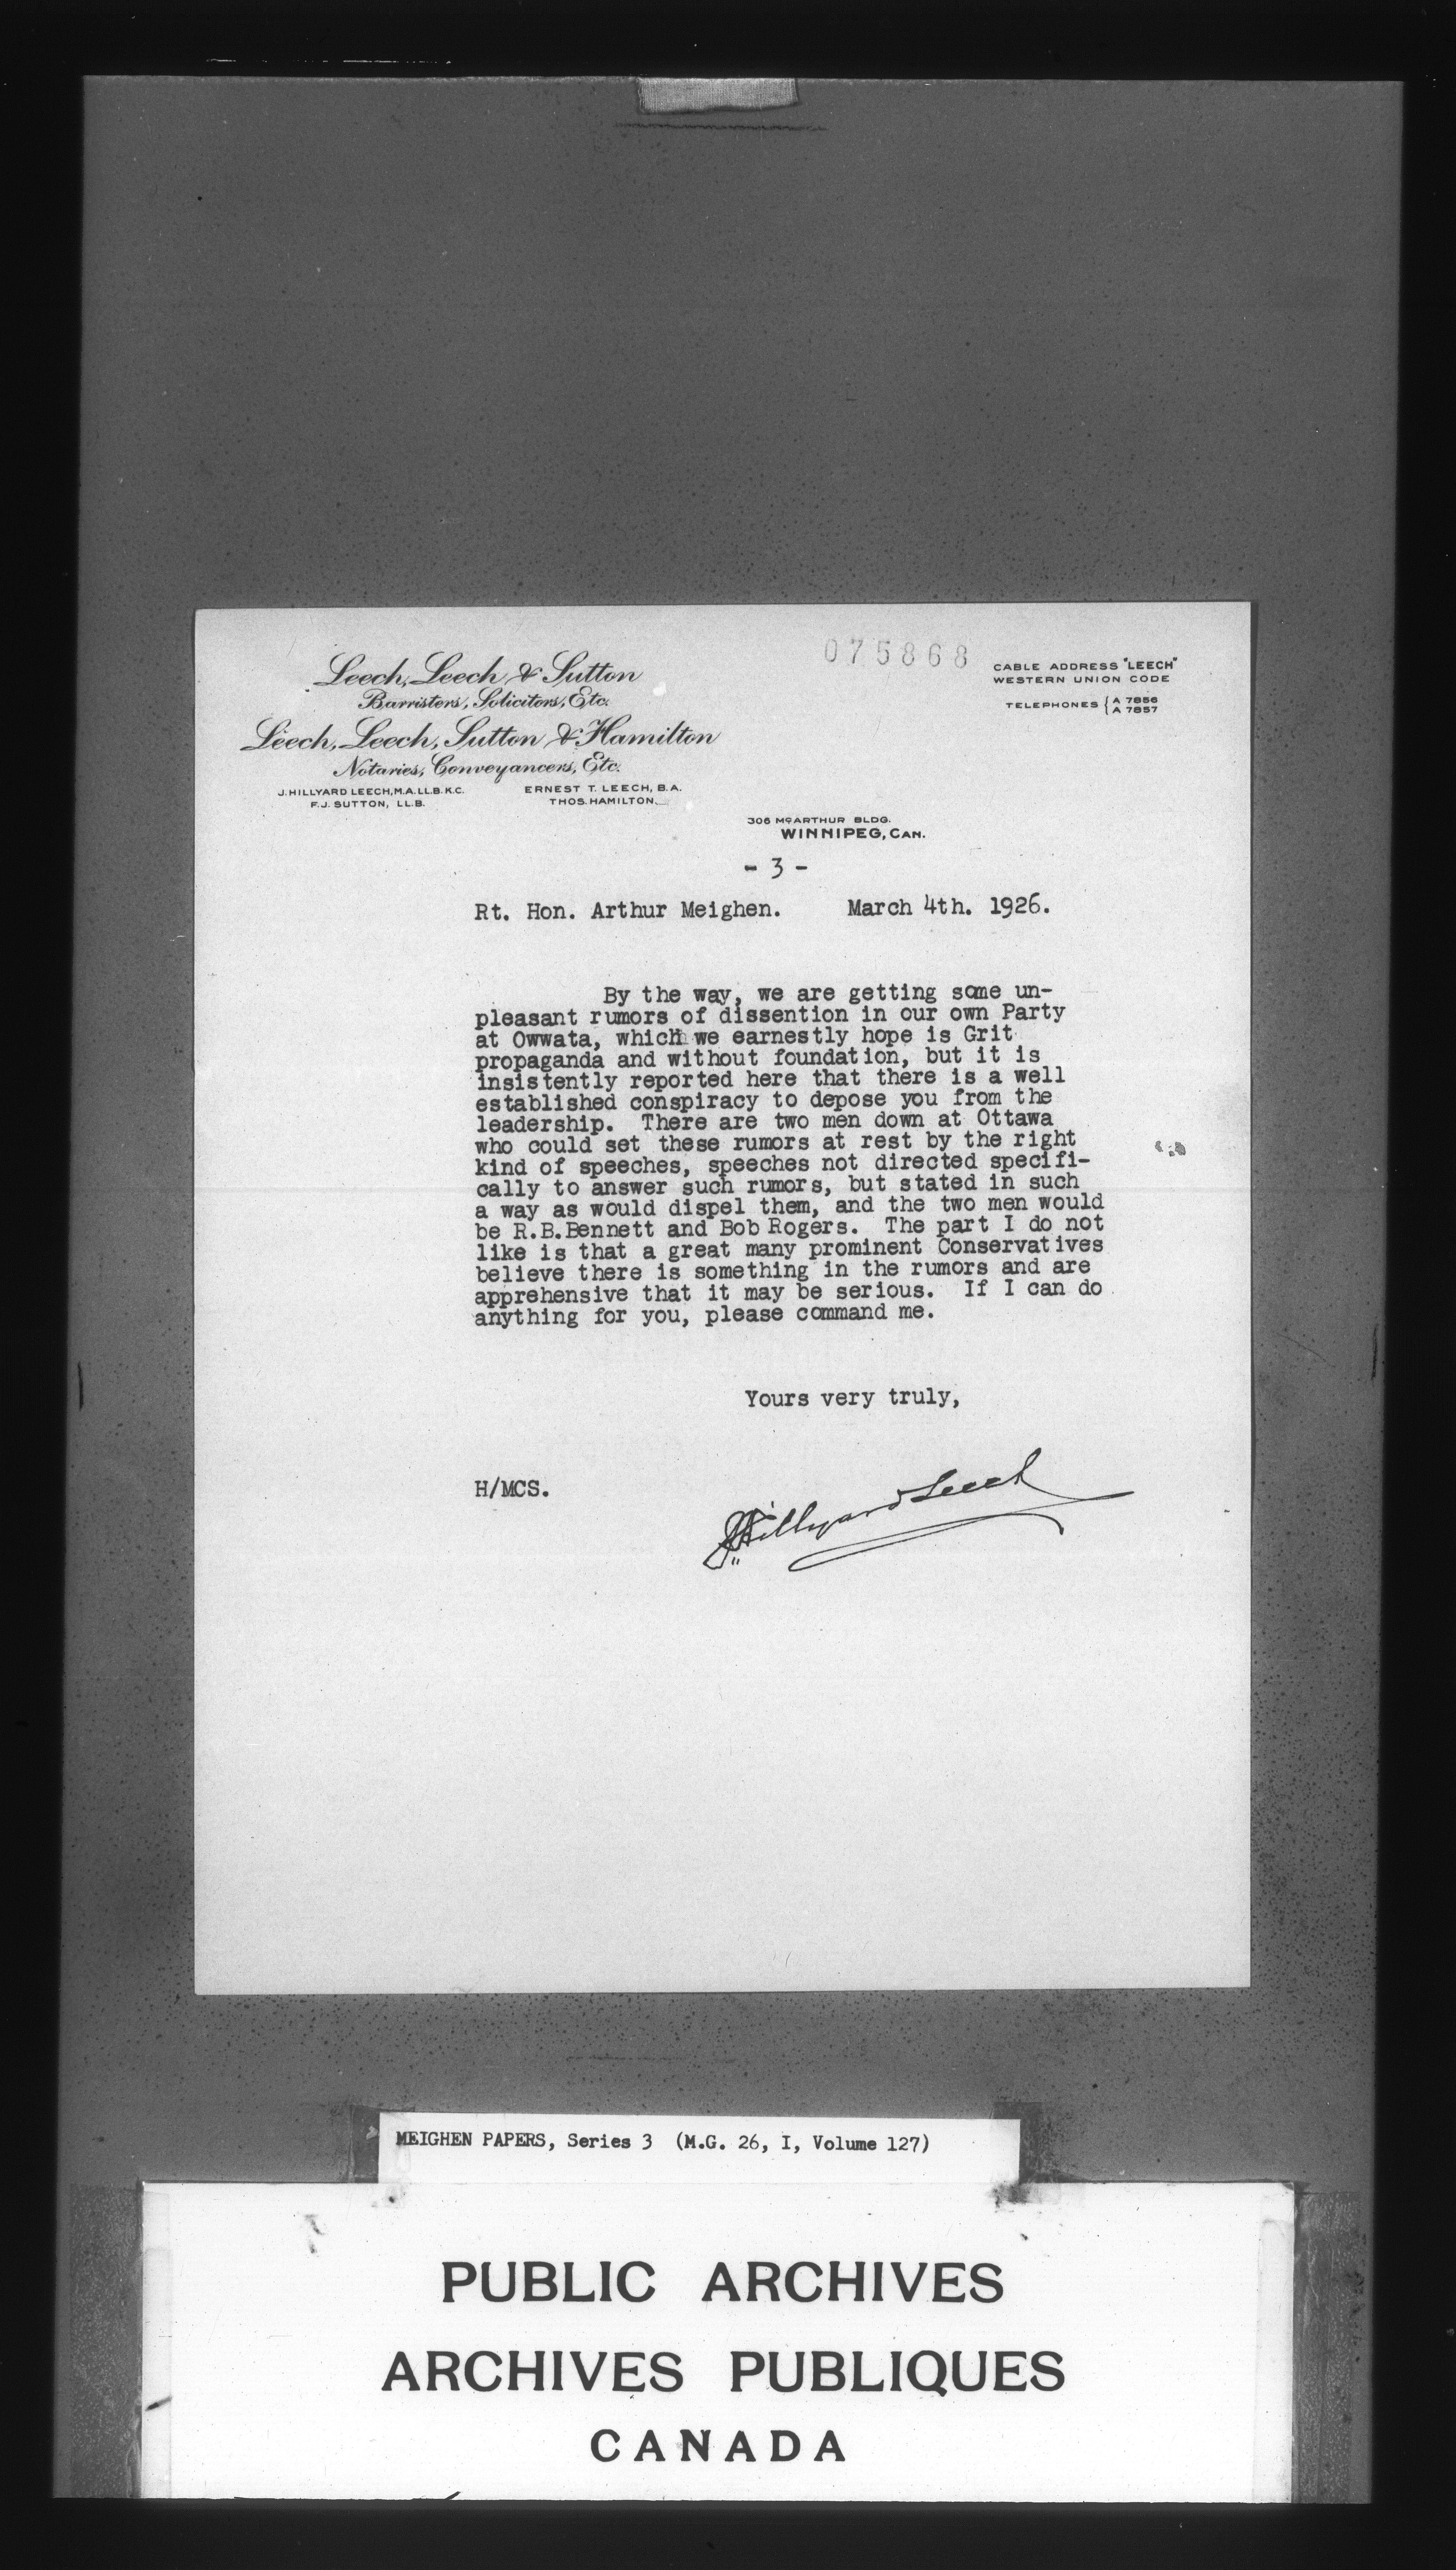 075868
Leech, Leech & Sutton
Barristers, Solicitors, Etc.
Leech, Leech, Sutton & Hamilton
Notaries, Conveyancers, Etc.
J. HILLYARD LEECH, M.A. LL.B. K.C.
ERNEST T. LEECH, B.A.
F.J. SUTTON, LL.B.
THOS. HAMILTON.
CABLE ADDRESS "LEECH"
WESTERN UNION CODE
TELEPHONES { A 7856
A 7857
306 McARTHUR BLDG.
WINNIPEG, CAN.
- 3 -
Rt. Hon. Arthur Meighen. March 4th. 1926.
By the way, we are getting some un-
pleasant rumors of dissention in our own Party
at Owwata, which we earnestly hope is Grit
propaganda and without foundation, but it is
insistently reported here that there is a well
established conspiracy to depose you from the
leadership. There are two men down at Ottawa
who could set these rumors at rest by the right
kind of speeches, speeches not directed specifi-
cally to answer such rumors, but stated in such
a way as would dispel them, and the two men would
be R.B.Bennett and Bob Rogers. The part I do not
like is that a great many prominent Conservatives
believe there is something in the rumors and are
apprehensive that it may be serious. If I can do
anything for you, please command me.
Yours very truly,
H/MCS.
J Hillyard Leech
MEIGHEN PAPERS, Series 3 (M.G. 26, I, Volume 127)
PUBLIC ARCHIVES
ARCHIVES PUBLIQUES
CANADA